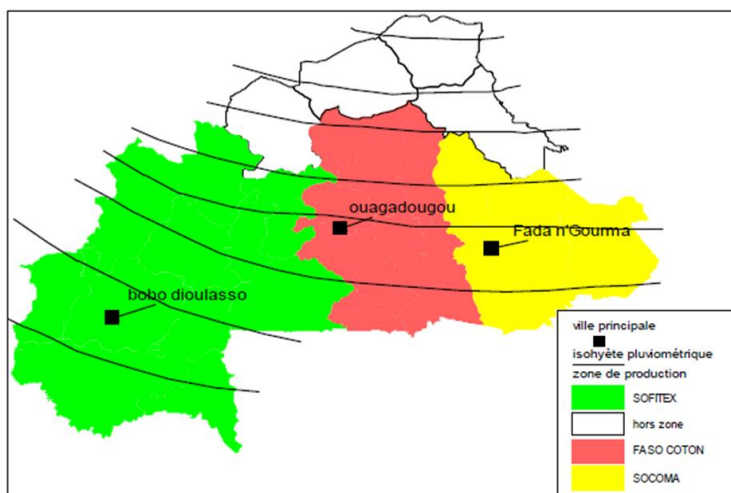 ouagadougou
Fada n'Gourma
bobo dioulasso
ville principale
isohyète pluviométrique
zone de production
SOFITEX
hors zone
FASO COTON
SOCOMA